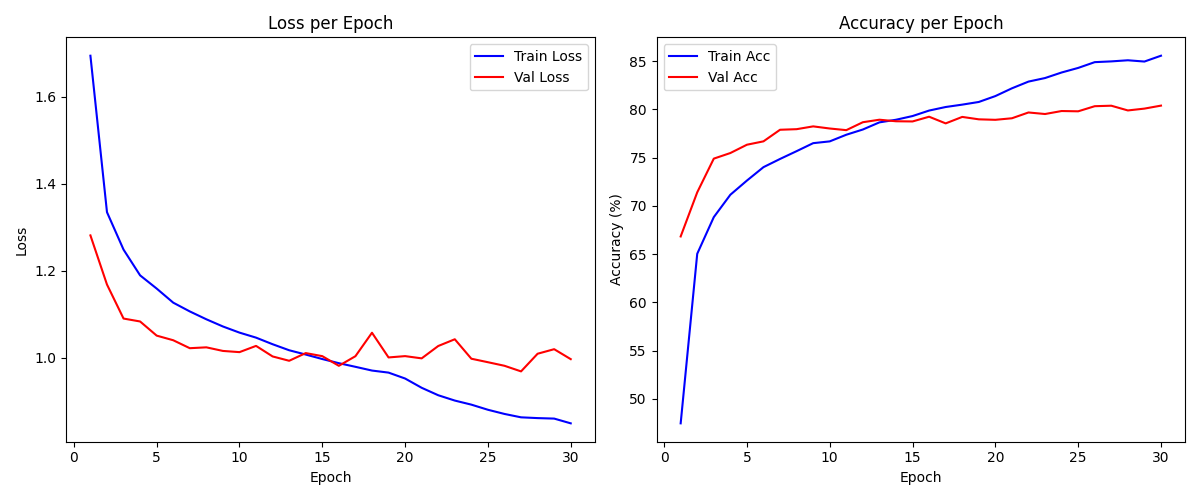 Loss per Epoch
Train Loss
Val Loss
1.6
1.4
1.2
1.0
Loss
0 5 10 15 20 25 30
Epoch
Accuracy per Epoch
Train Acc
Val Acc
85
80
75
70
65
60
55
50
Accuracy (%)
0 5 10 15 20 25 30
Epoch